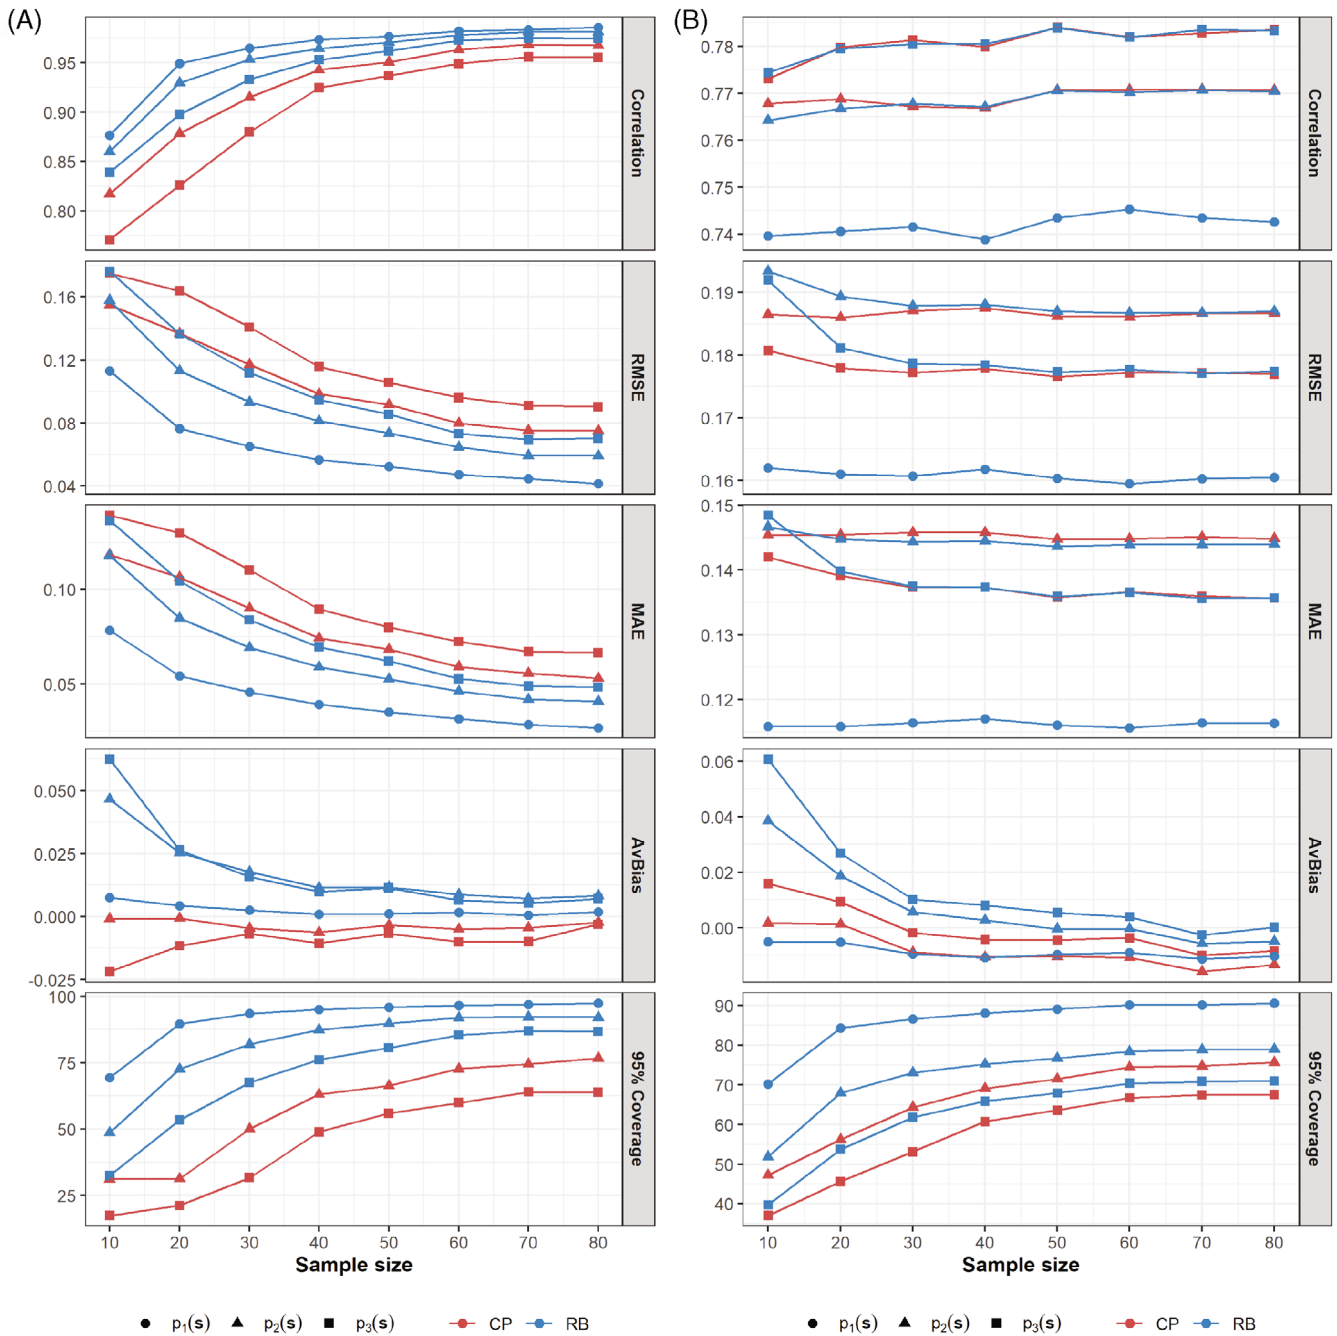 (A)
0.95
0.90
0.85
0.80
Correlation
0.16
0.12
0.08
0.04
RMSE
0.10
0.05
MAE
0.050
0.025
0.000
-0.025
AvBias
100
75
50
25
95% Coverage
10 20 30 40 50 60 70 80
Sample size
p1(s) p2(s) p3(s) CP RB
(B)
0.78
0.77
0.76
0.75
0.74
Correlation
0.19
0.18
0.17
0.16
RMSE
0.15
0.14
0.13
0.12
MAE
0.06
0.04
0.02
0.00
AvBias
90
80
70
60
50
40
95% Coverage
10 20 30 40 50 60 70 80
Sample size
p1(s) p2(s) p3(s) CP RB